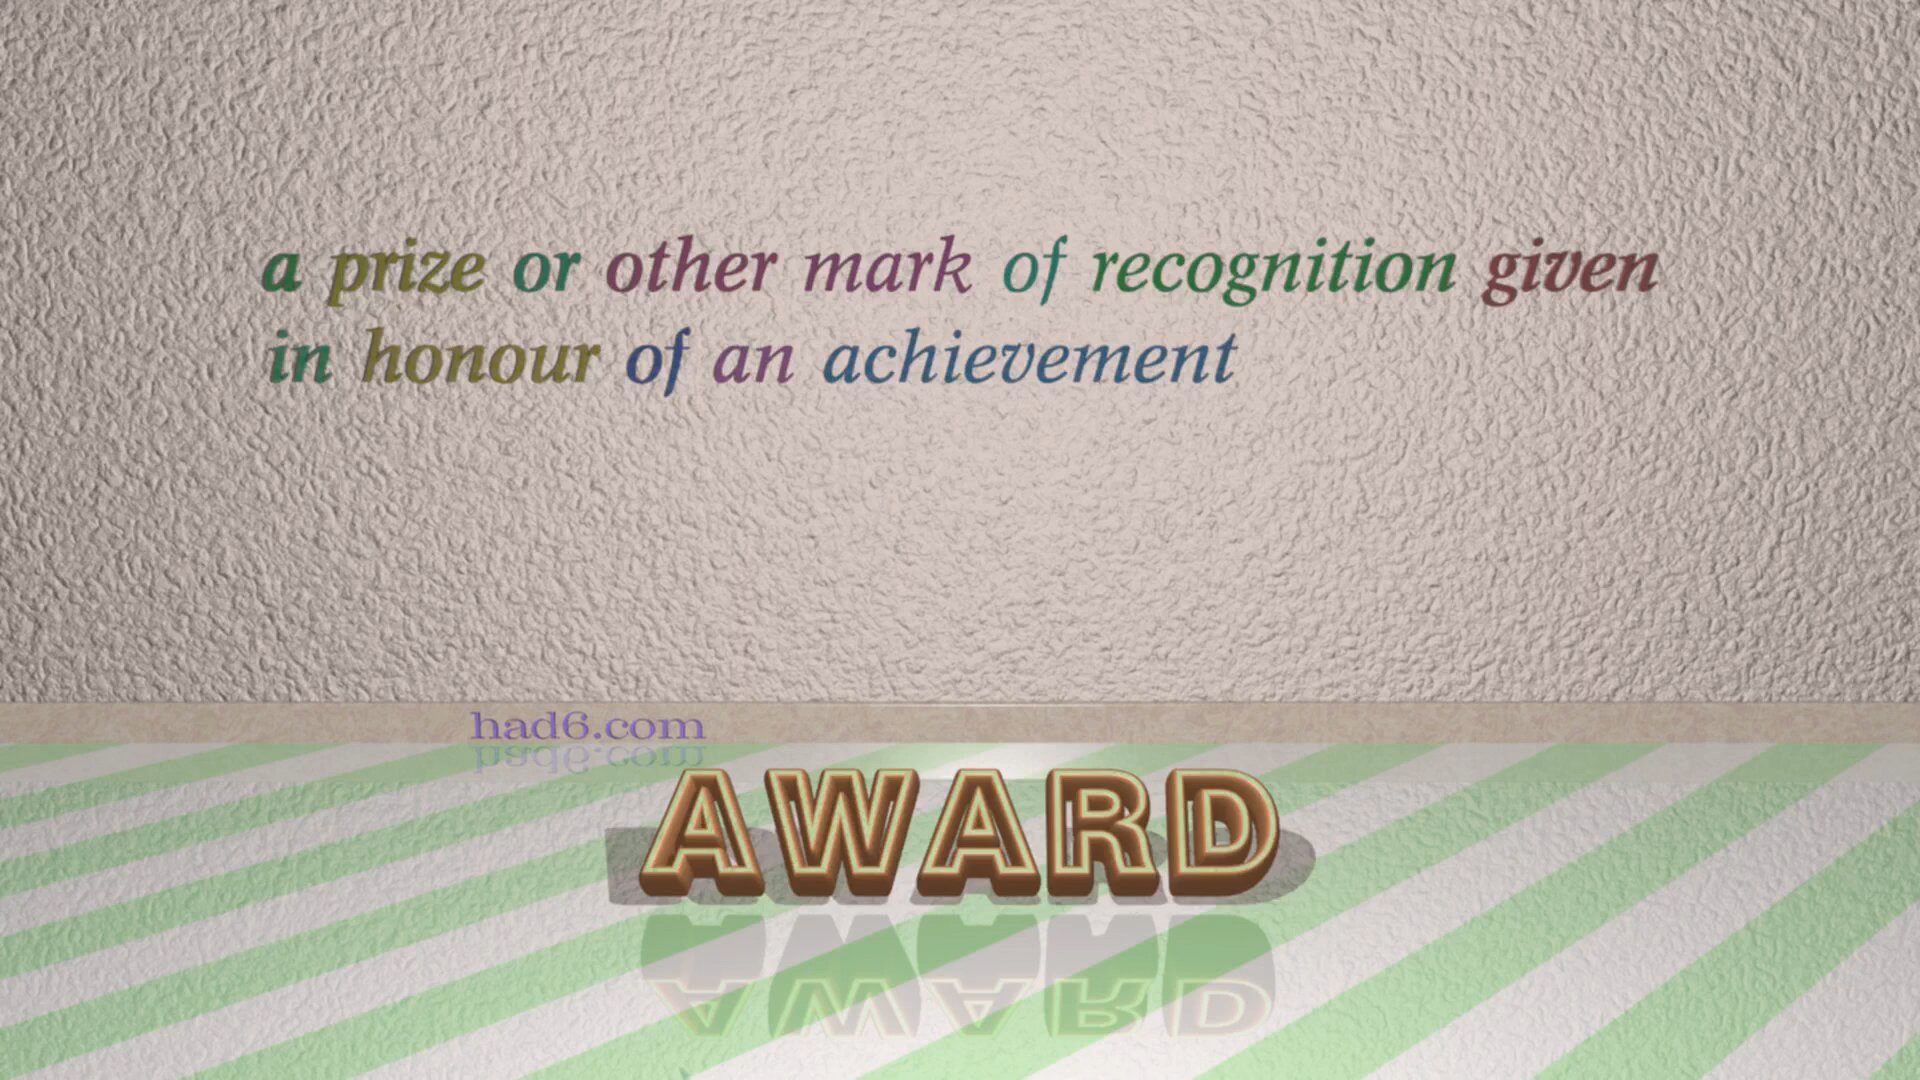 a prize or other mark of recognition given
in honour of an achievement
had6.com
AWARD